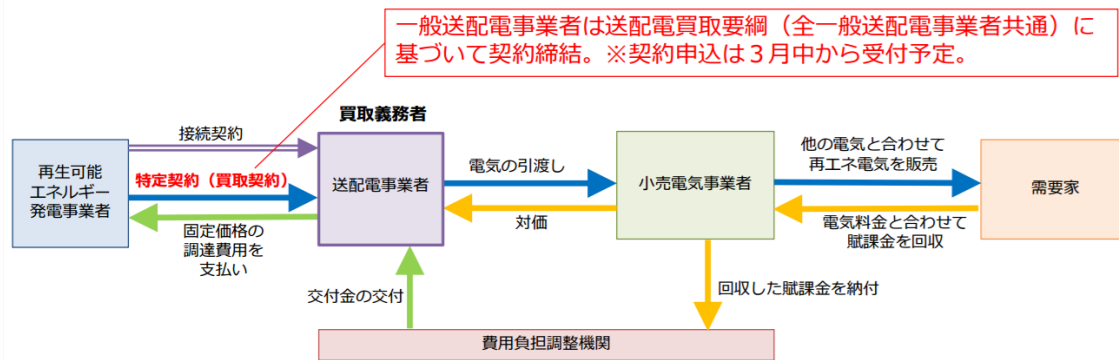 一般送配電事業者は送配電買取要綱（全一般送配電事業者共通）に
基づいて契約締結。※契約申込は３月中から受付予定。
買取義務者
接続契約
再生可能
エネルギー
発電事業者
特定契約（買取契約）
固定価格の
調達費用を
支払い
送配電事業者
電気の引渡し
対価
小売電気事業者
他の電気と合わせて
再エネ電気を販売
電気料金と合わせて
賦課金を回収
需要家
交付金の交付
回収した賦課金を納付
費用負担調整機関